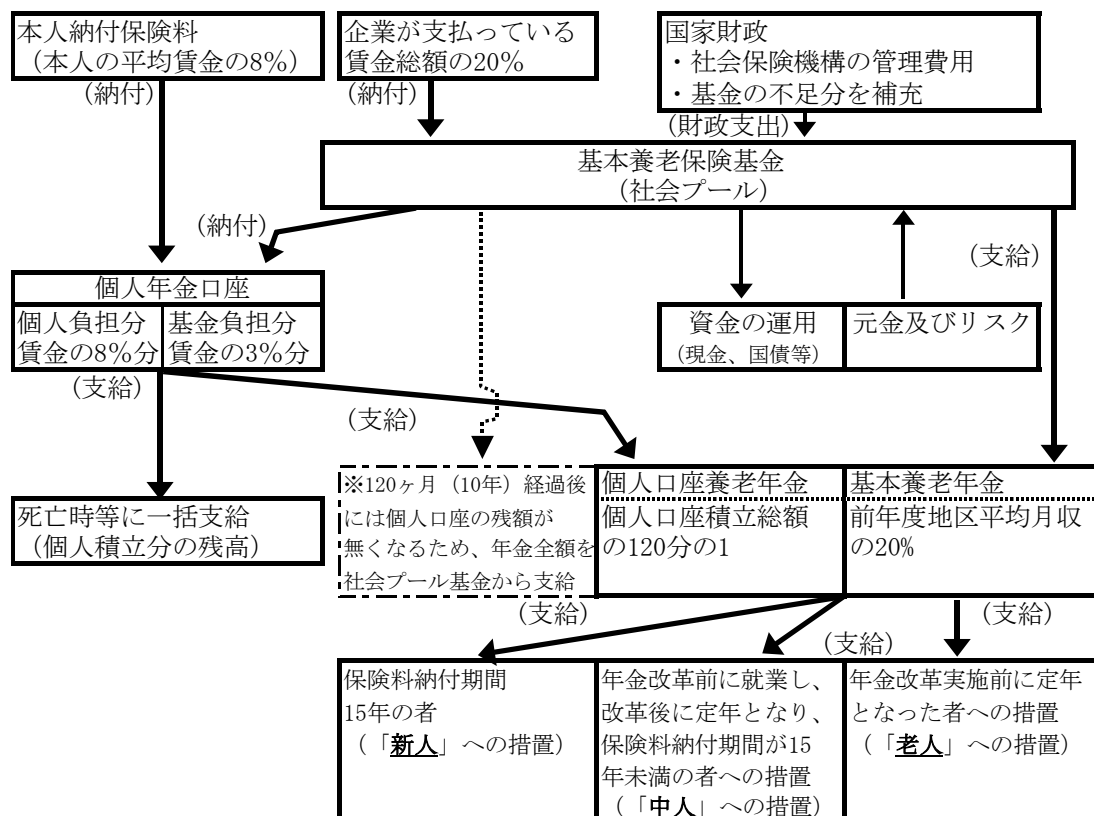 本人納付保険料
（本人の平均賃金の8%）
企業が支払っている
賃金総額の20%
国家財政
・社会保険機構の管理費用
・基金の不足分を補充
（納付）
（納付）
（財政支出）
基本養老保険基金
（社会プール）
（納付）
（支給）
個人年金口座
個人負担分
賃金の8%分
基金負担分
賃金の3%分
資金の運用
（現金、国債等）
元金及びリスク
（支給）
（支給）
死亡時等に一括支給
（個人積立分の残高）
※120ヶ月（10年）経過後
には個人口座の残額が
無くなるため、年金全額を
社会プール基金から支給
個人口座養老年金
個人口座積立総額
の120分の1
基本養老年金
前年度地区平均月収
の20%
（支給）
（支給）
（支給）
保険料納付期間
15年の者
（「新人」への措置）
年金改革前に就業し、
改革後に定年となり、
保険料納付期間が15
年未満の者への措置
（「中人」への措置）
年金改革実施前に定年
となった者への措置
（「老人」への措置）